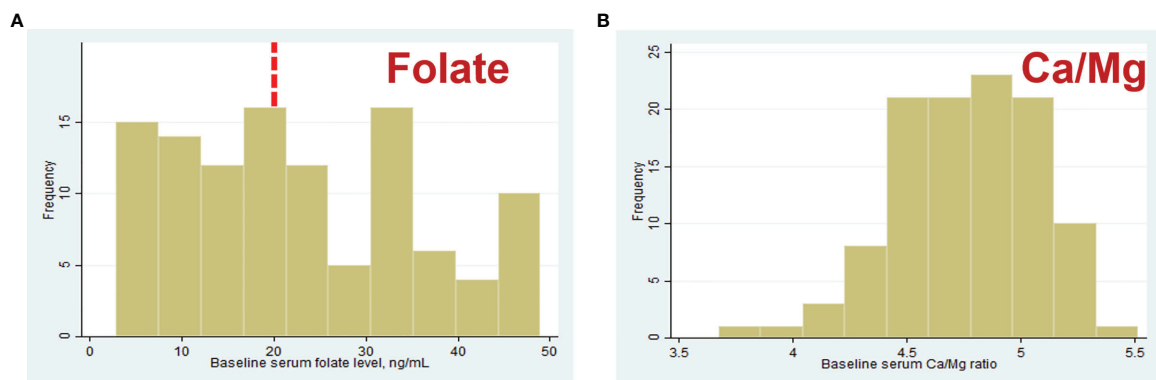 A
Folate
15
10
5
0
Frequency
0 10 20 30 40 50
Baseline serum folate level, ng/mL
B
Ca/Mg
25
20
15
10
5
0
Frequency
3.5 4 4.5 5 5.5
Baseline serum Ca/Mg ratio